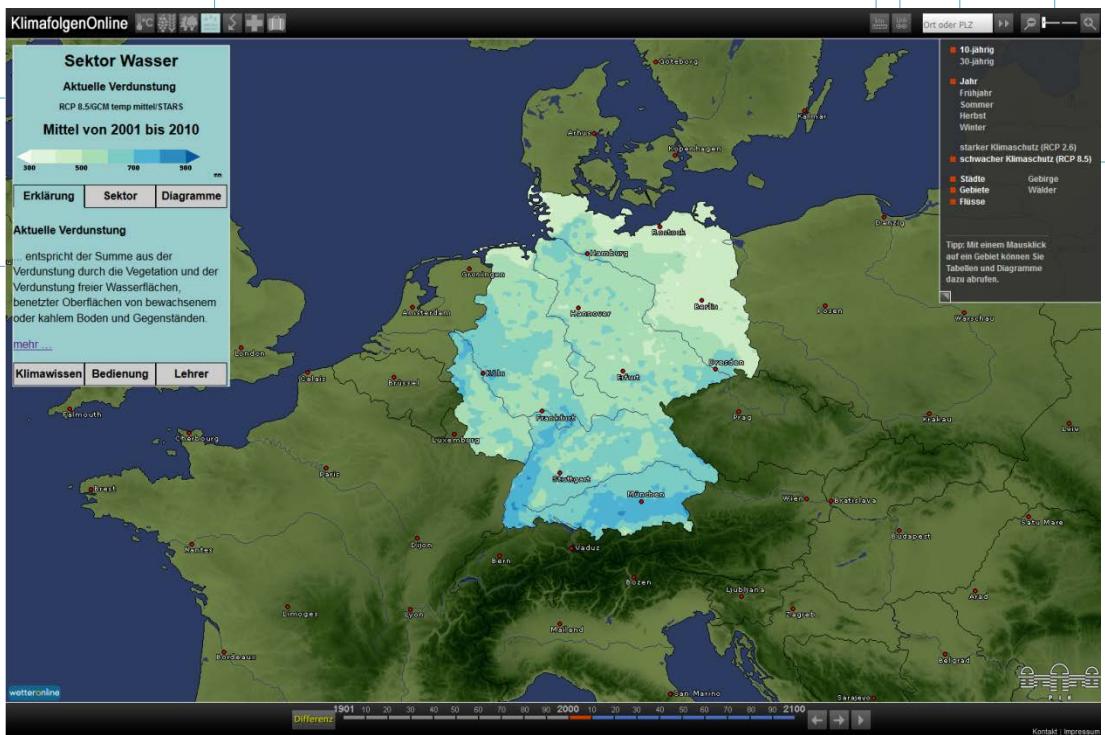 KlimafolgenOnline
°C
Ort oder PLZ
Sektor Wasser
Aktuelle Verdunstung
RCP 8.5/GCM temp mittel/STARS
Mittel von 2001 bis 2010
300 500 700 900
Erklärung Sektor Diagramme
Aktuelle Verdunstung
... entspricht der Summe aus der
Verdunstung durch die Vegetation und der
Verdunstung freier Wasserflächen,
benetzter Oberflächen von bewachsenem
oder kahlem Boden und Gegenständen.
mehr ...
Klimawissen Bedienung Lehrer
10-jährig
30-jährig
Jahr
Frühjahr
Sommer
Herbst
Winter
starker Klimaschutz (RCP 2.6)
schwacher Klimaschutz (RCP 8.5)
Städte Gebirge
Gebiete Wälder
Flüsse
Tipp: Mit einem Mausklick
auf ein Gebiet können Sie
Tabellen und Diagramme
dazu abrufen.
Göteborg
Kalmar
Århus
Kopenhagen
Danzig
Rostock
Hamburg
Groningen
Amsterdam
Hannover
Berlin
Posen
Warschau
London
Calais
Brüssel
Köln
Erfurt
Dresden
Falmouth
Cherbourg
Luxemburg
Frankfurt
Prag
Krakau
Lviv
Paris
Stuttgart
Brest
München
Wien
Bratislava
Satu Mare
Nantes
Dijon
Bern
Vaduz
Budapest
Bozen
Ljubljana
Arad
Limoges
Lyon
Zagreb
Mailand
Bordeaux
Belgrad
San Marino
Sarajevo
wetteronline
PIK
Differenz
1901 10 20 30 40 50 60 70 80 90 2000 10 20 30 40 50 60 70 80 90 2100
Kontakt | Impressum